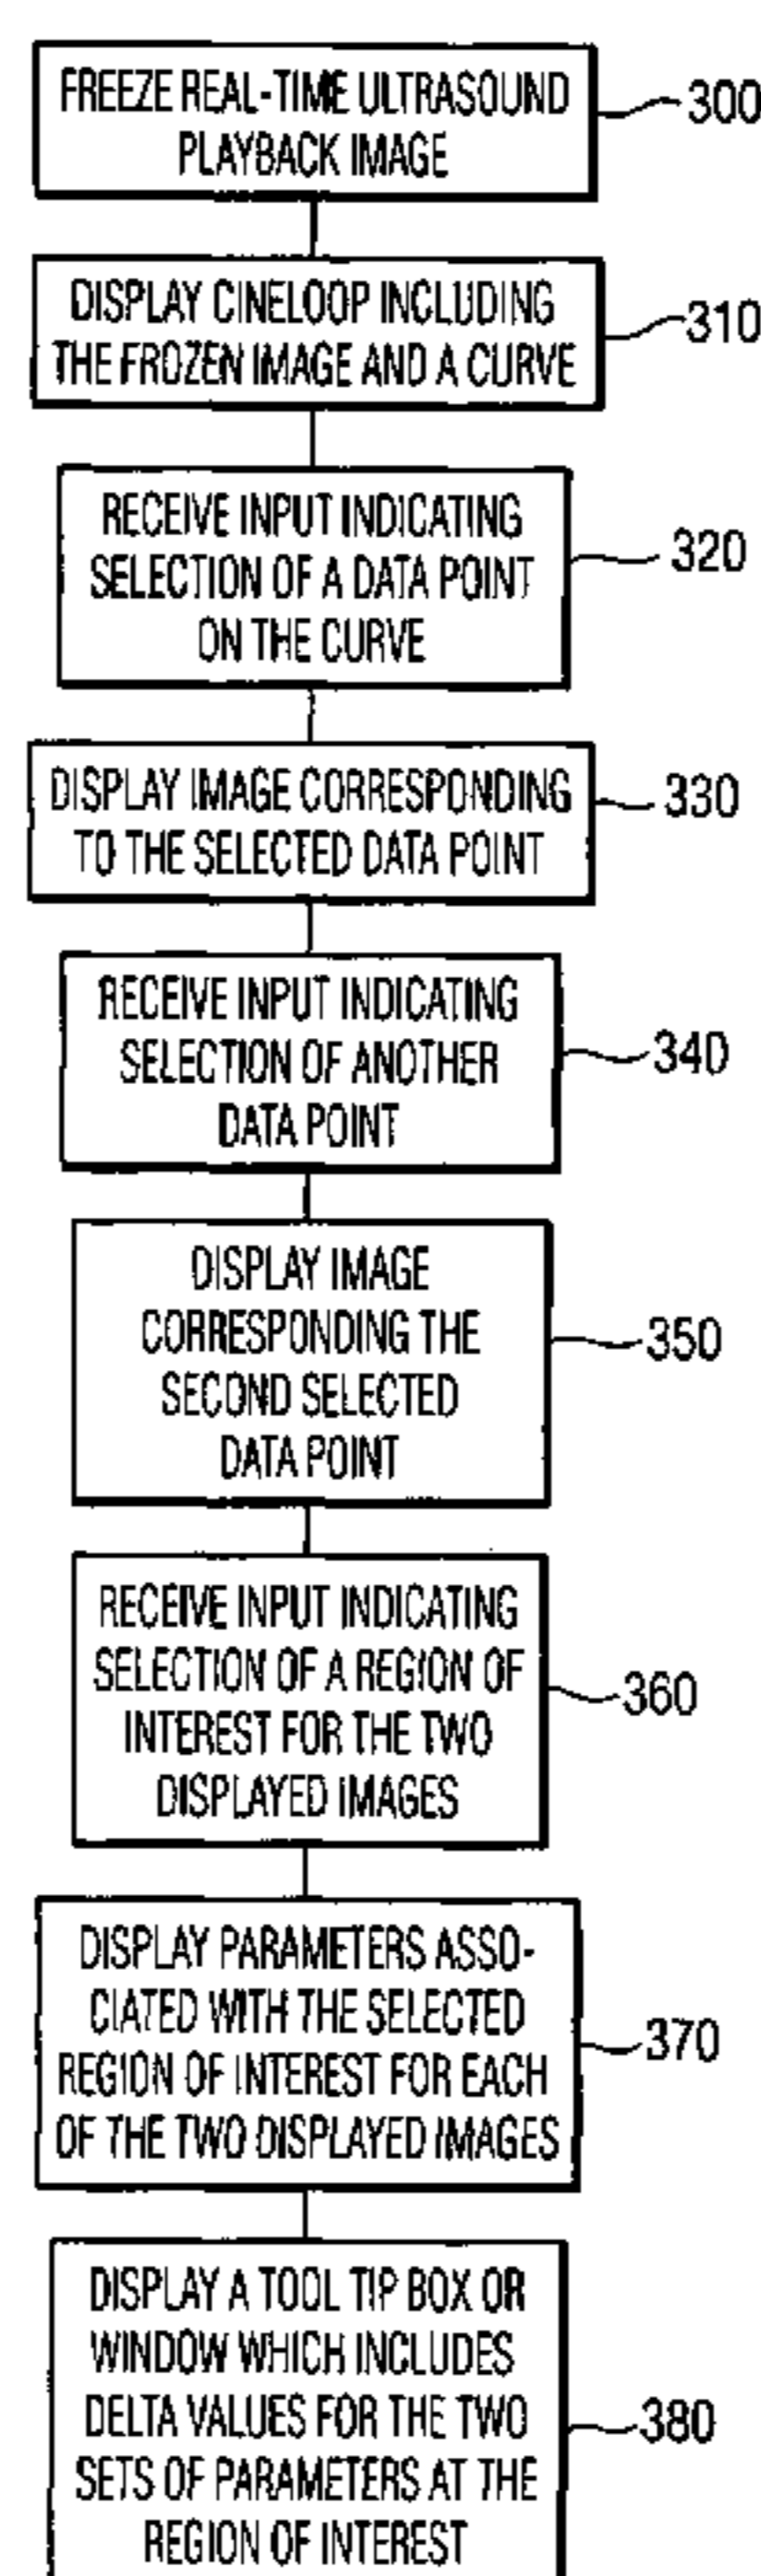 FREEZE REAL-TIME ULTRASOUND
PLAYBACK IMAGE
300
DISPLAY CINELOOP INCLUDING
THE FROZEN IMAGE AND A CURVE
310
RECEIVE INPUT INDICATING
SELECTION OF A DATA POINT
ON THE CURVE
320
DISPLAY IMAGE CORRESPONDING
TO THE SELECTED DATA POINT
330
RECEIVE INPUT INDICATING
SELECTION OF ANOTHER
DATA POINT
340
DISPLAY IMAGE
CORRESPONDING THE
SECOND SELECTED
DATA POINT
350
RECEIVE INPUT INDICATING
SELECTION OF A REGION OF
INTEREST FOR THE TWO
DISPLAYED IMAGES
360
DISPLAY PARAMETERS ASSO-
CIATED WITH THE SELECTED
REGION OF INTEREST FOR EACH
OF THE TWO DISPLAYED IMAGES
370
DISPLAY A TOOL TIP BOX OR
WINDOW WHICH INCLUDES
DELTA VALUES FOR THE TWO
SETS OF PARAMETERS AT THE
REGION OF INTEREST
380